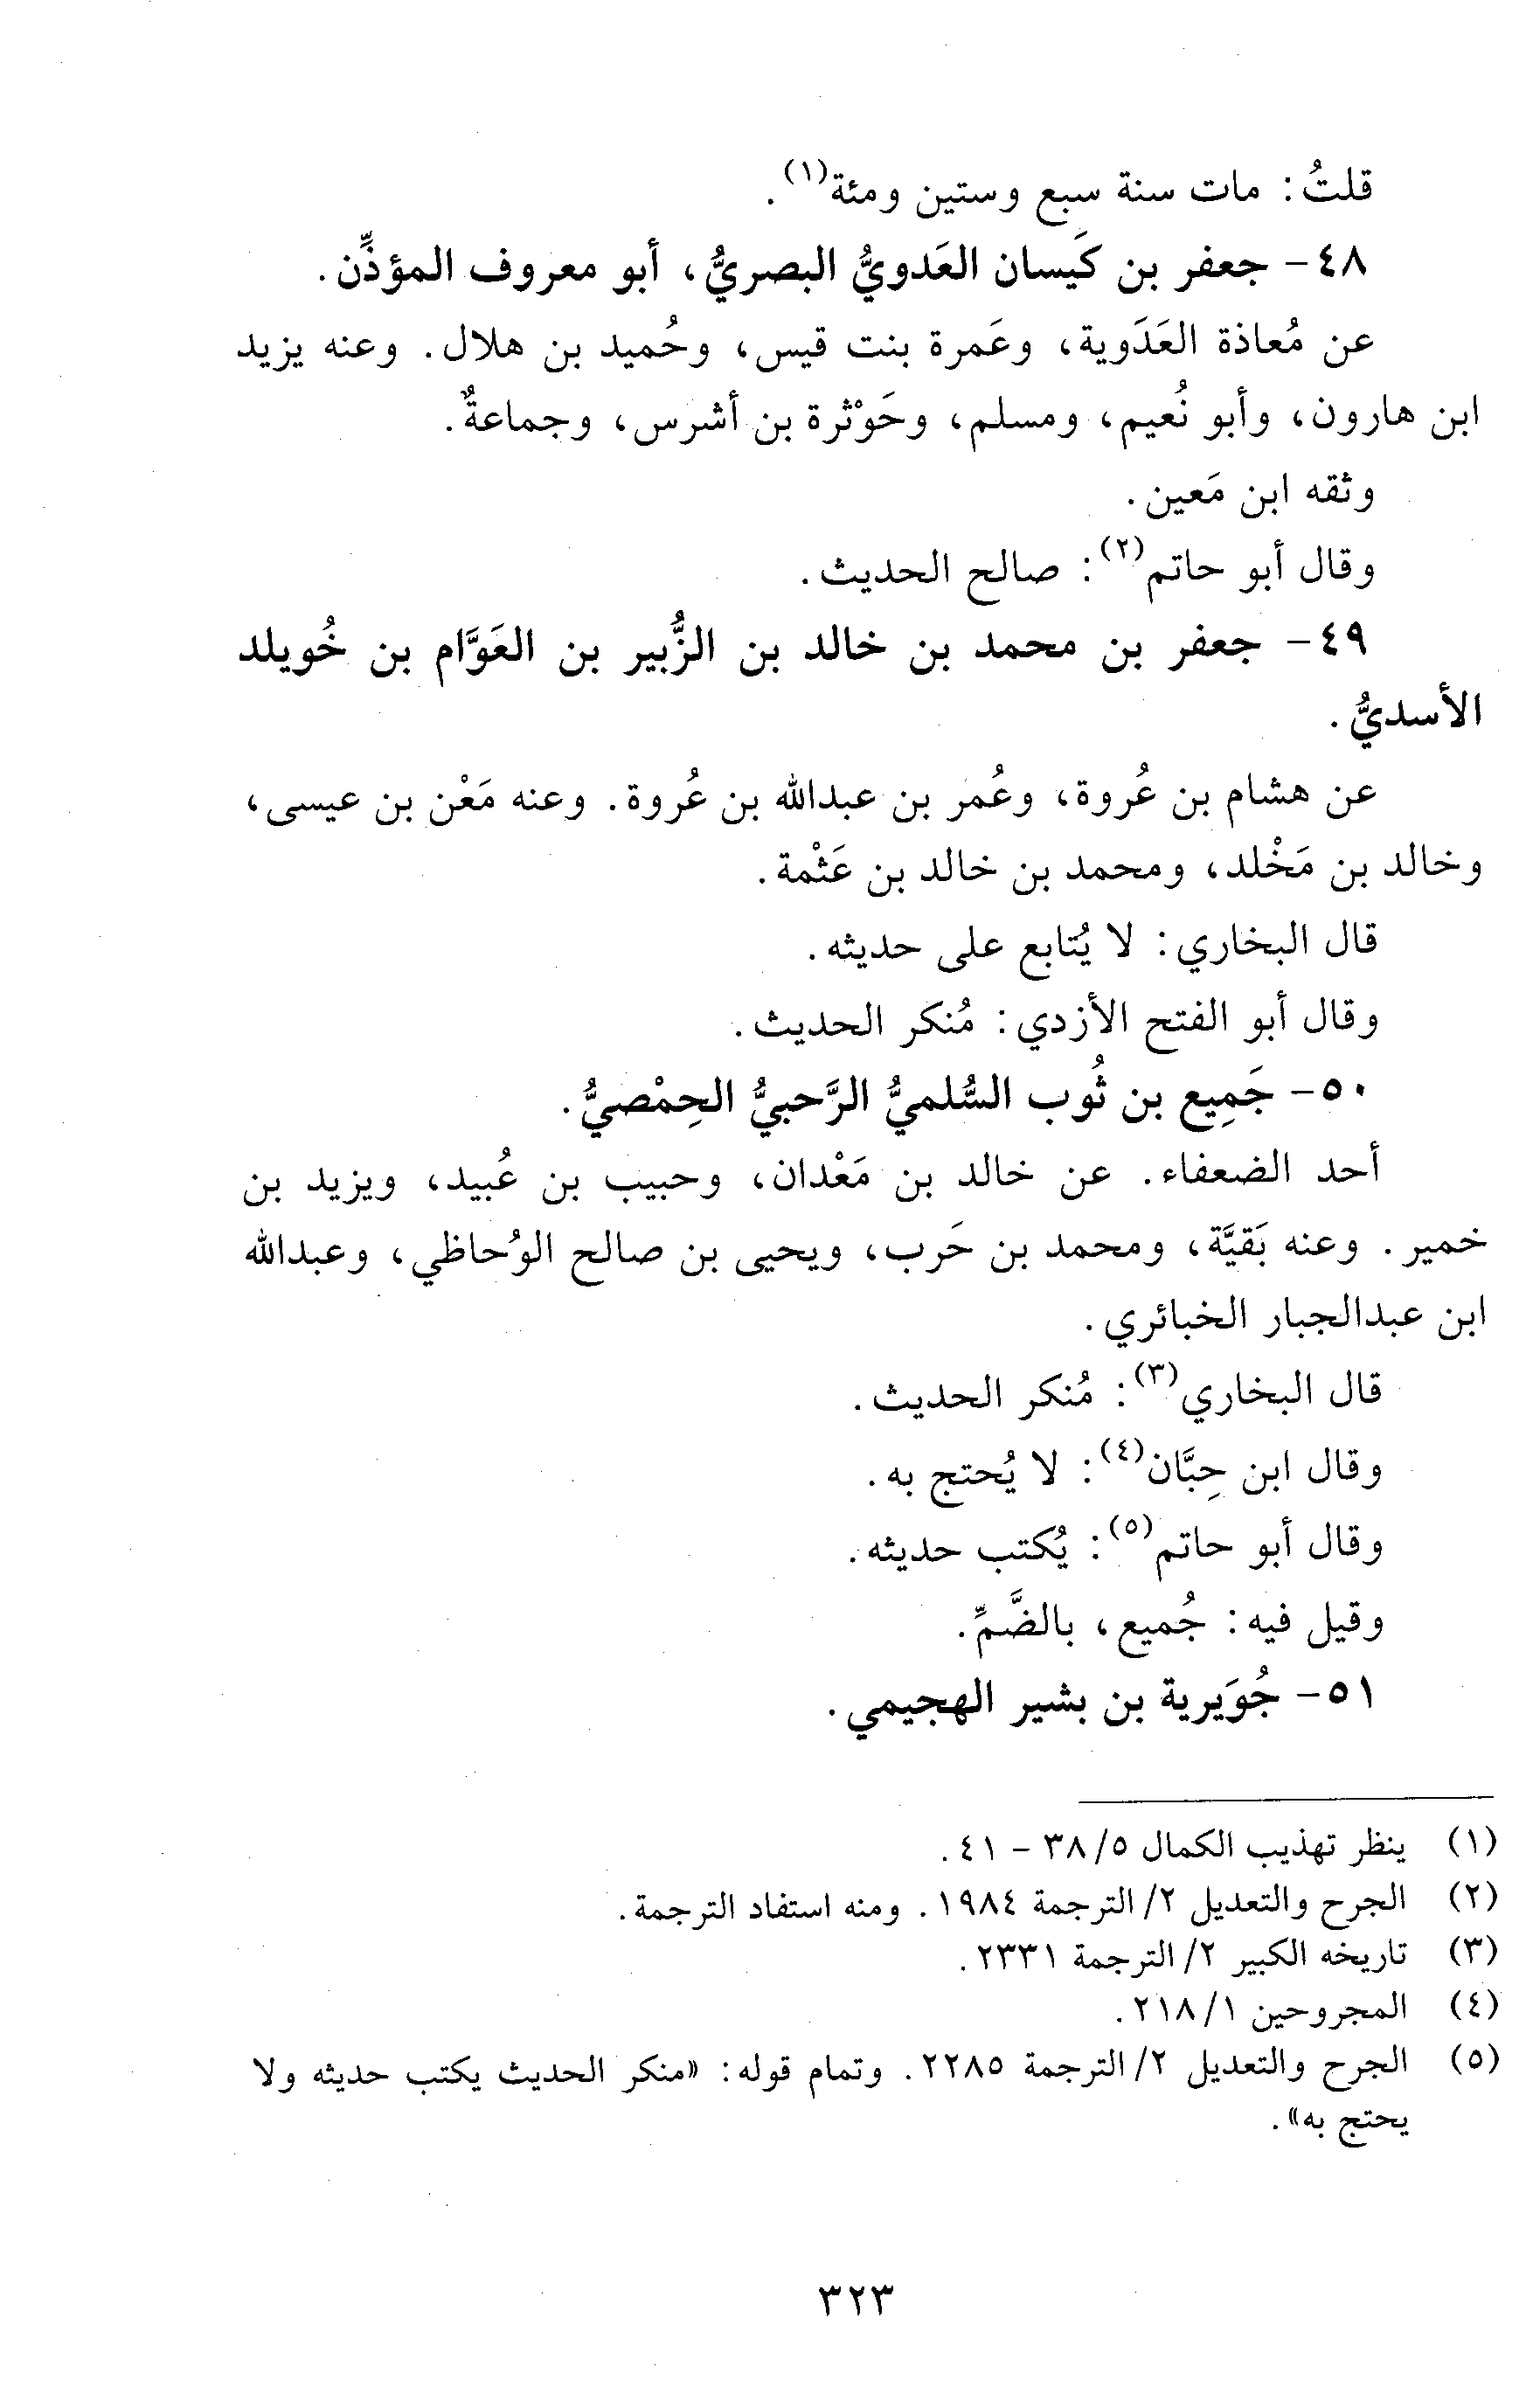 قلتُ: مات سنة سبع وستين ومئة(١).
٤٨- جعفر بن كَيسان العَدويُّ البصريُّ، أبو معروف المؤذِّن.
عن مُعاذة العَدَوية، وعَمرة بنت قيس، وحُميد بن هلال. وعنه يزيد
ابن هارون، وأبو نُعيم، ومسلم، وحَوْثرة بن أشرس، وجماعةٌ.
وثقه ابن مَعين.
وقال أبو حاتم(٢): صالح الحديث.
٤٩- جعفر بن محمد بن خالد بن الزُّبير بن العَوَّام بن خُويلد
الأسديُّ.
عن هشام بن عُروة، وعُمر بن عبدالله بن عُروة. وعنه مَعْن بن عيسى،
وخالد بن مَخْلد، ومحمد بن خالد بن عَثْمة.
قال البخاري: لا يُتابع على حديثه.
وقال أبو الفتح الأزدي: مُنكر الحديث.
٥٠- جَمِيع بن ثُوب السُّلميُّ الرَّحبيُّ الحِمْصيُّ.
أحد الضعفاء. عن خالد بن مَعْدان، وحبيب بن عُبيد، ويزيد بن
خمير. وعنه بَقيَّة، ومحمد بن حَرب، ويحيى بن صالح الوُحاظي، وعبدالله
ابن عبدالجبار الخبائري.
قال البخاري(٣): مُنكر الحديث.
وقال ابن حِبَّان(٤): لا يُحتج به.
وقال أبو حاتم(٥): يُكتب حديثه.
وقيل فيه: جُميع، بالضَّمِّ.
٥١- جُوَيرية بن بشير الهجيمي.
(١) ينظر تهذيب الكمال ٣٨/٥ - ٤١.
(٢) الجرح والتعديل ٢/ الترجمة ١٩٨٤. ومنه استفاد الترجمة.
(٣) تاريخه الكبير ٢/ الترجمة ٢٣٣١.
(٤) المجروحين ٢١٨/١.
(٥) الجرح والتعديل ٢/ الترجمة ٢٢٨٥. وتمام قوله: «منكر الحديث يكتب حديثه ولا
يحتج به».
٣٢٣